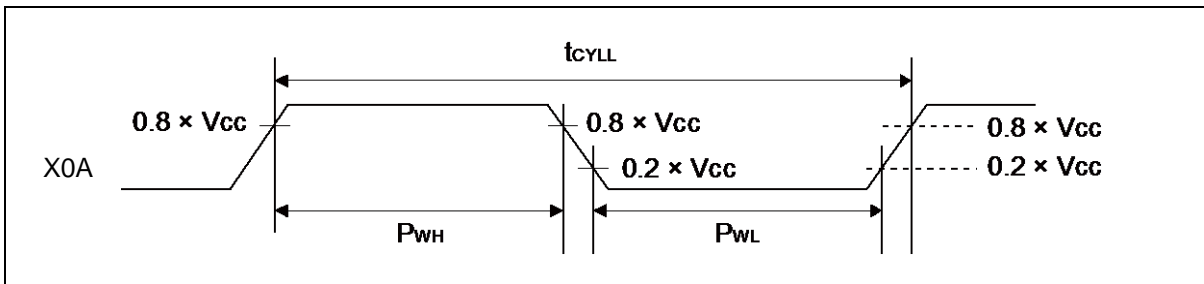 tCYLL
0.8 × Vcc
0.8 × Vcc
0.8 × Vcc
X0A
0.2 × Vcc
0.2 × Vcc
PWH
PWL